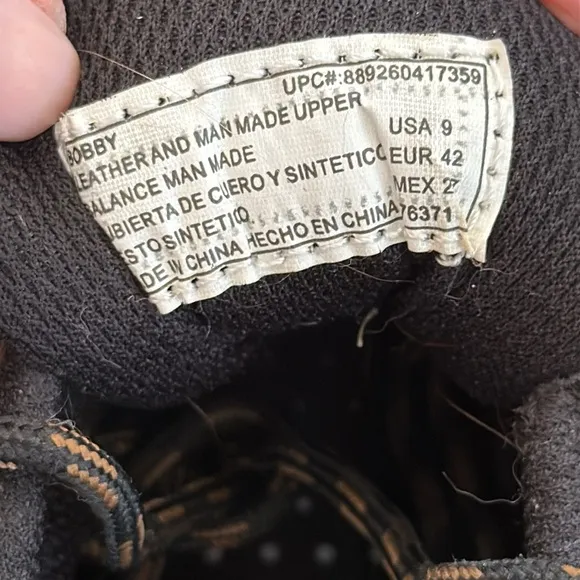 UPC#:889260417359
BOBBY
LEATHER AND MAN MADE UPPER
BALANCE MAN MADE
USA 9
CUBIERTA DE CUERO Y SINTETICO
EUR 42
RESTO SINTETICO
MEX 27
MADE IN CHINA HECHO EN CHINA
76371